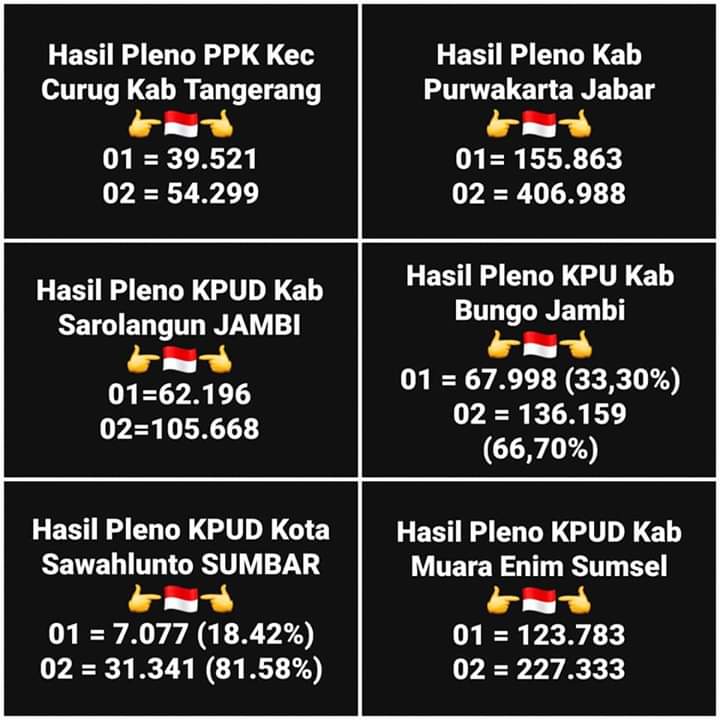 Hasil Pleno PPK Kec
Curug Kab Tangerang
👉🇮🇩👈
01 = 39.521
02 = 54.299
Hasil Pleno Kab
Purwakarta Jabar
👉🇮🇩👈
01= 155.863
02 = 406.988
Hasil Pleno KPUD Kab
Sarolangun JAMBI
👉🇮🇩👈
01=62.196
02=105.668
Hasil Pleno KPU Kab
Bungo Jambi
👉🇮🇩👈
01 = 67.998 (33,30%)
02 = 136.159
(66,70%)
Hasil Pleno KPUD Kota
Sawahlunto SUMBAR
👉🇮🇩👈
01 = 7.077 (18.42%)
02 = 31.341 (81.58%)
Hasil Pleno KPUD Kab
Muara Enim Sumsel
👉🇮🇩👈
01 = 123.783
02 = 227.333